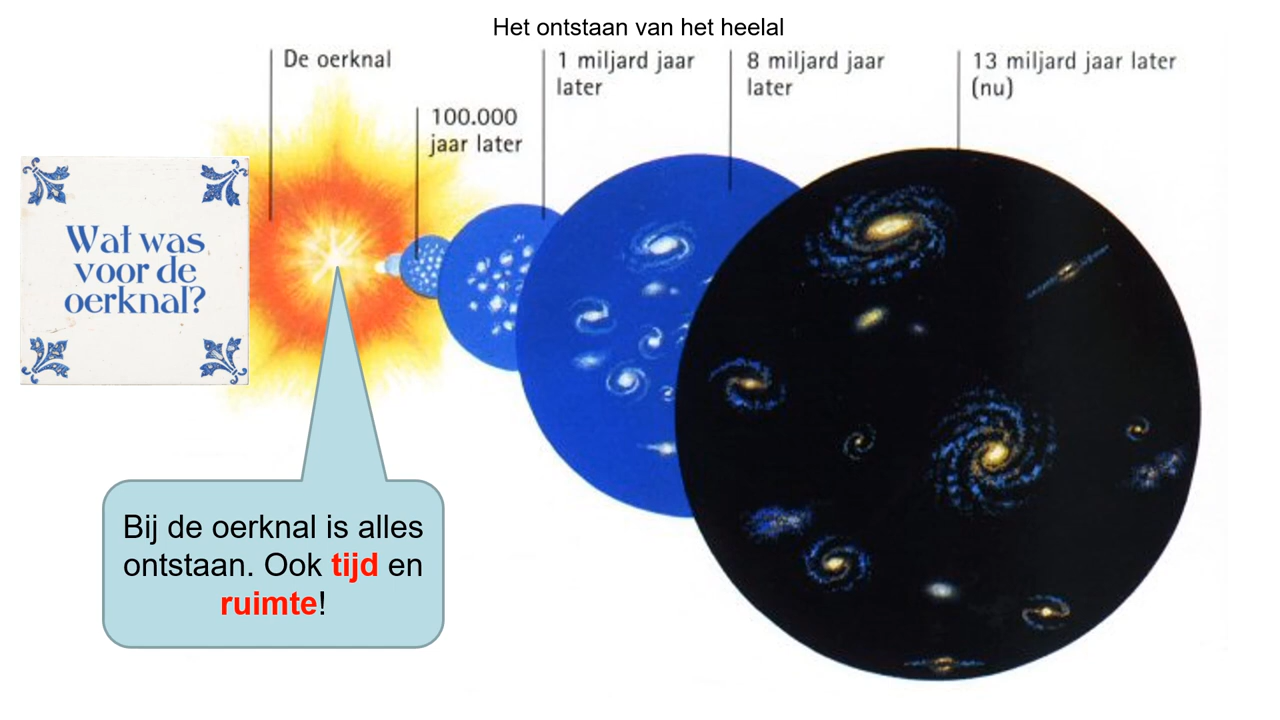 Het ontstaan van het heelal
De oerknal
100.000
jaar later
1 miljard jaar
later
8 miljard jaar
later
13 miljard jaar later
(nu)
Wat was
voor de
oerknal?
Bij de oerknal is alles
ontstaan. Ook tijd en
ruimte!